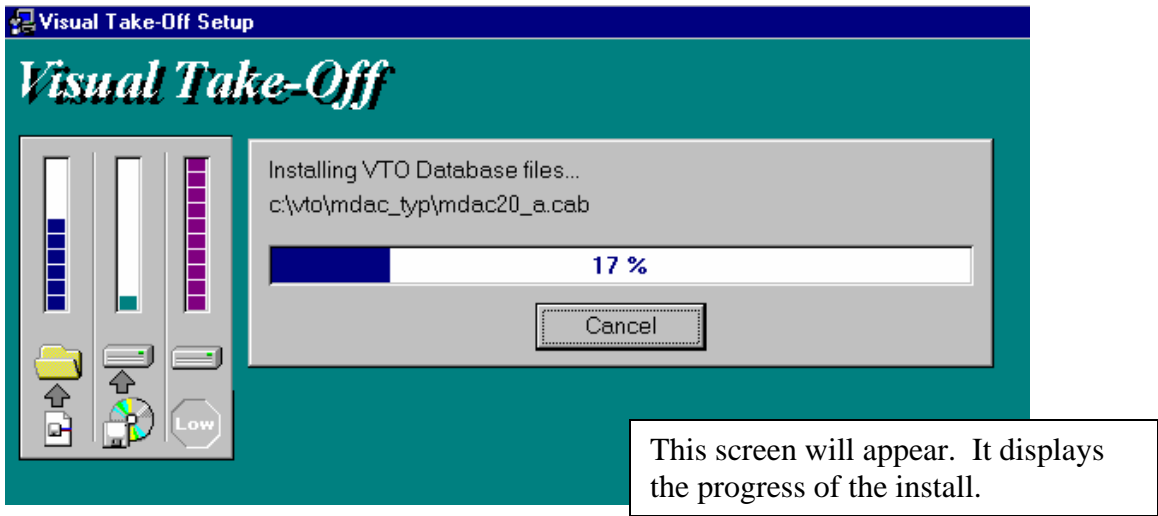 Visual Take-Off Setup
Visual Take-Off
Installing VTO Database files...
c:\vto\mdac_typ\mdac20_a.cab
17 %
Cancel
Low
This screen will appear.  It displays
the progress of the install.